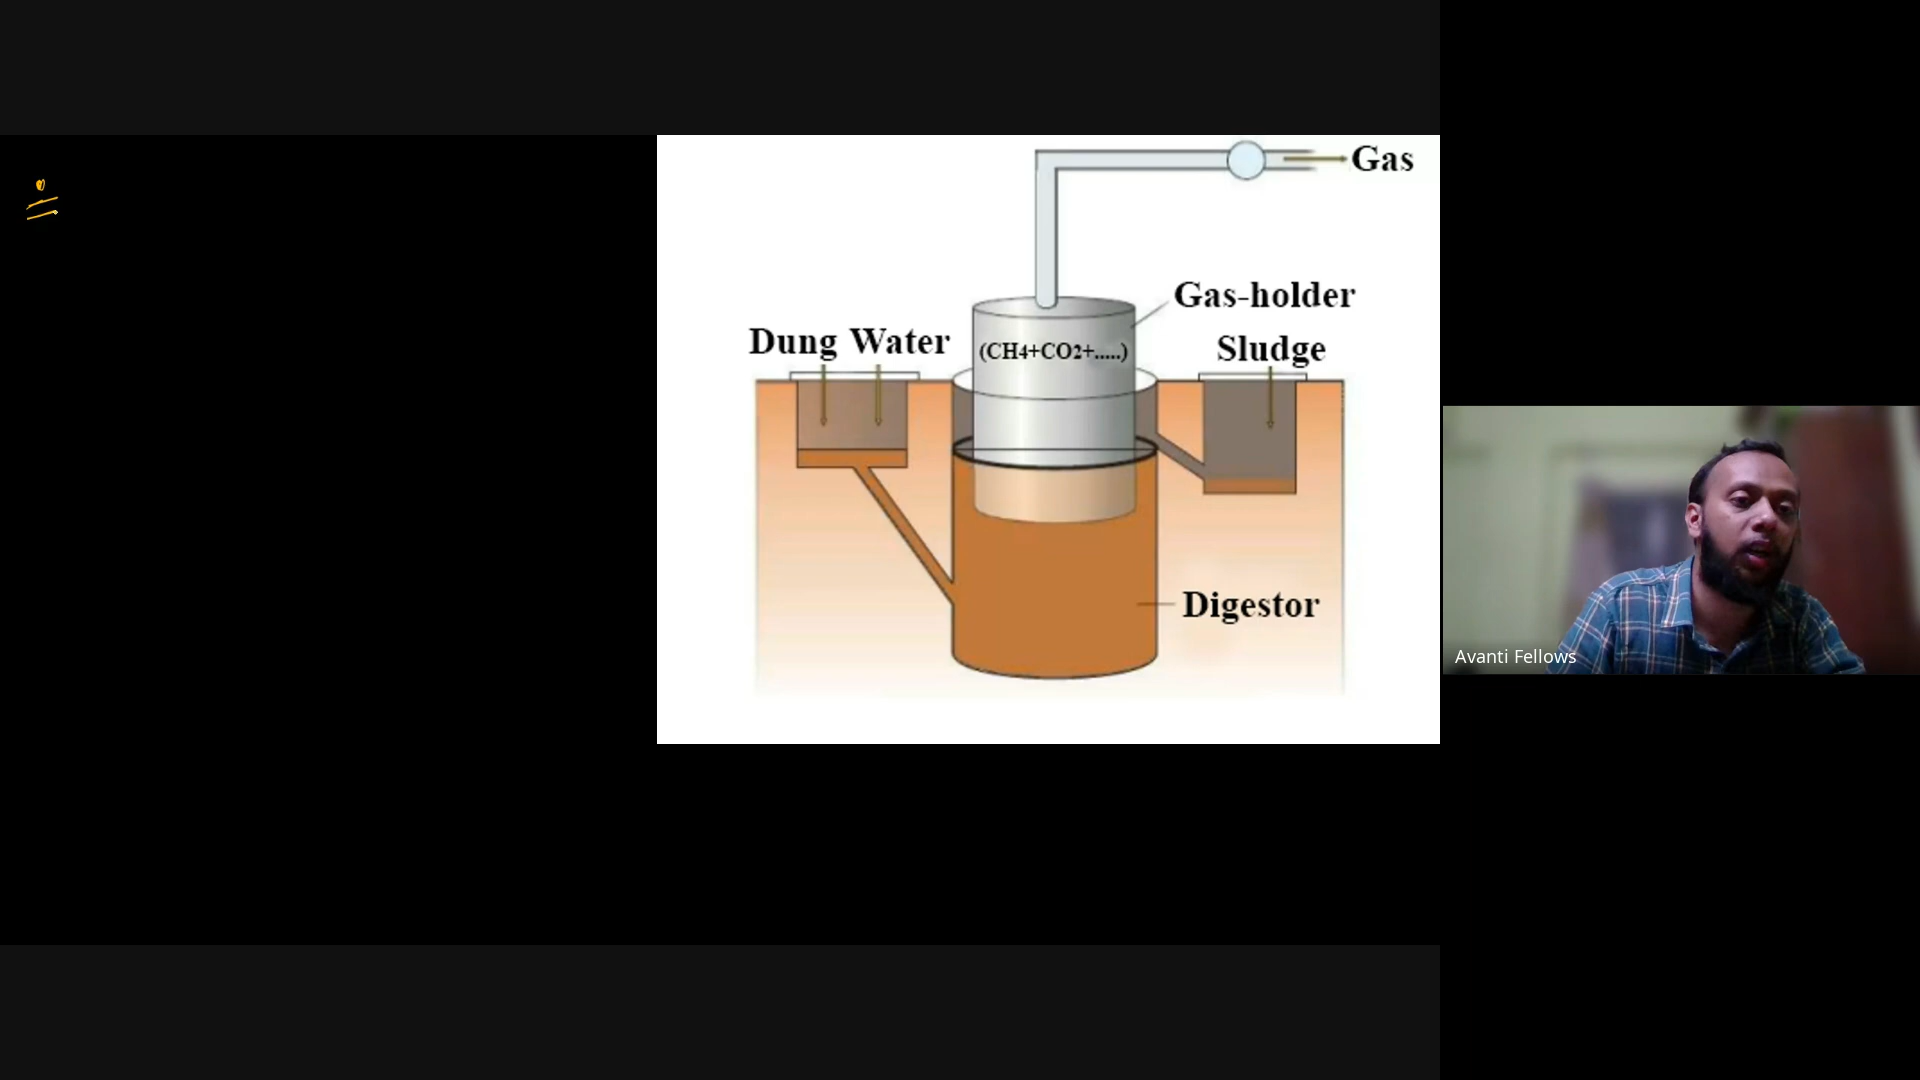 Gas
Gas-holder
Dung Water
(CH4+CO2+.....)
Sludge
Digestor
Avanti Fellows